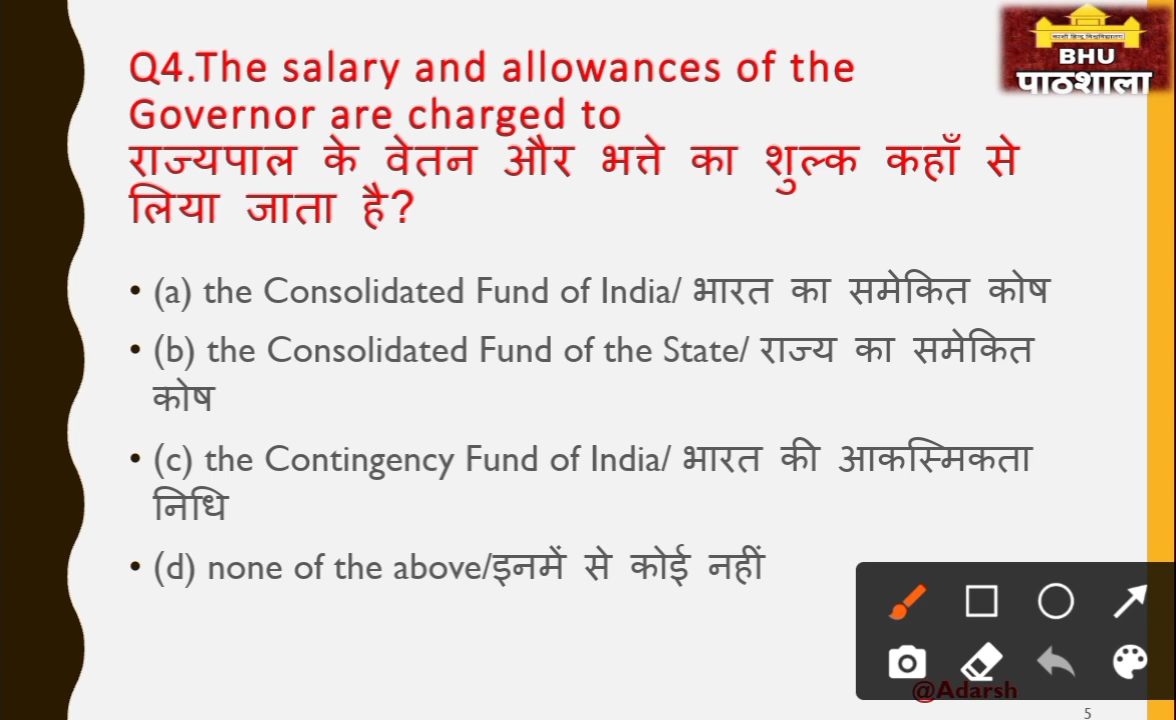 काशी हिन्दू विश्वविद्यालय
BHU
पाठशाला
Q4.The salary and allowances of the
Governor are charged to
राज्यपाल के वेतन और भत्ते का शुल्क कहाँ से
लिया जाता है?
• (a) the Consolidated Fund of India/ भारत का समेकित कोष
• (b) the Consolidated Fund of the State/ राज्य का समेकित
कोष
• (c) the Contingency Fund of India/ भारत की आकस्मिकता
निधि
• (d) none of the above/इनमें से कोई नहीं
@Adarsh
5